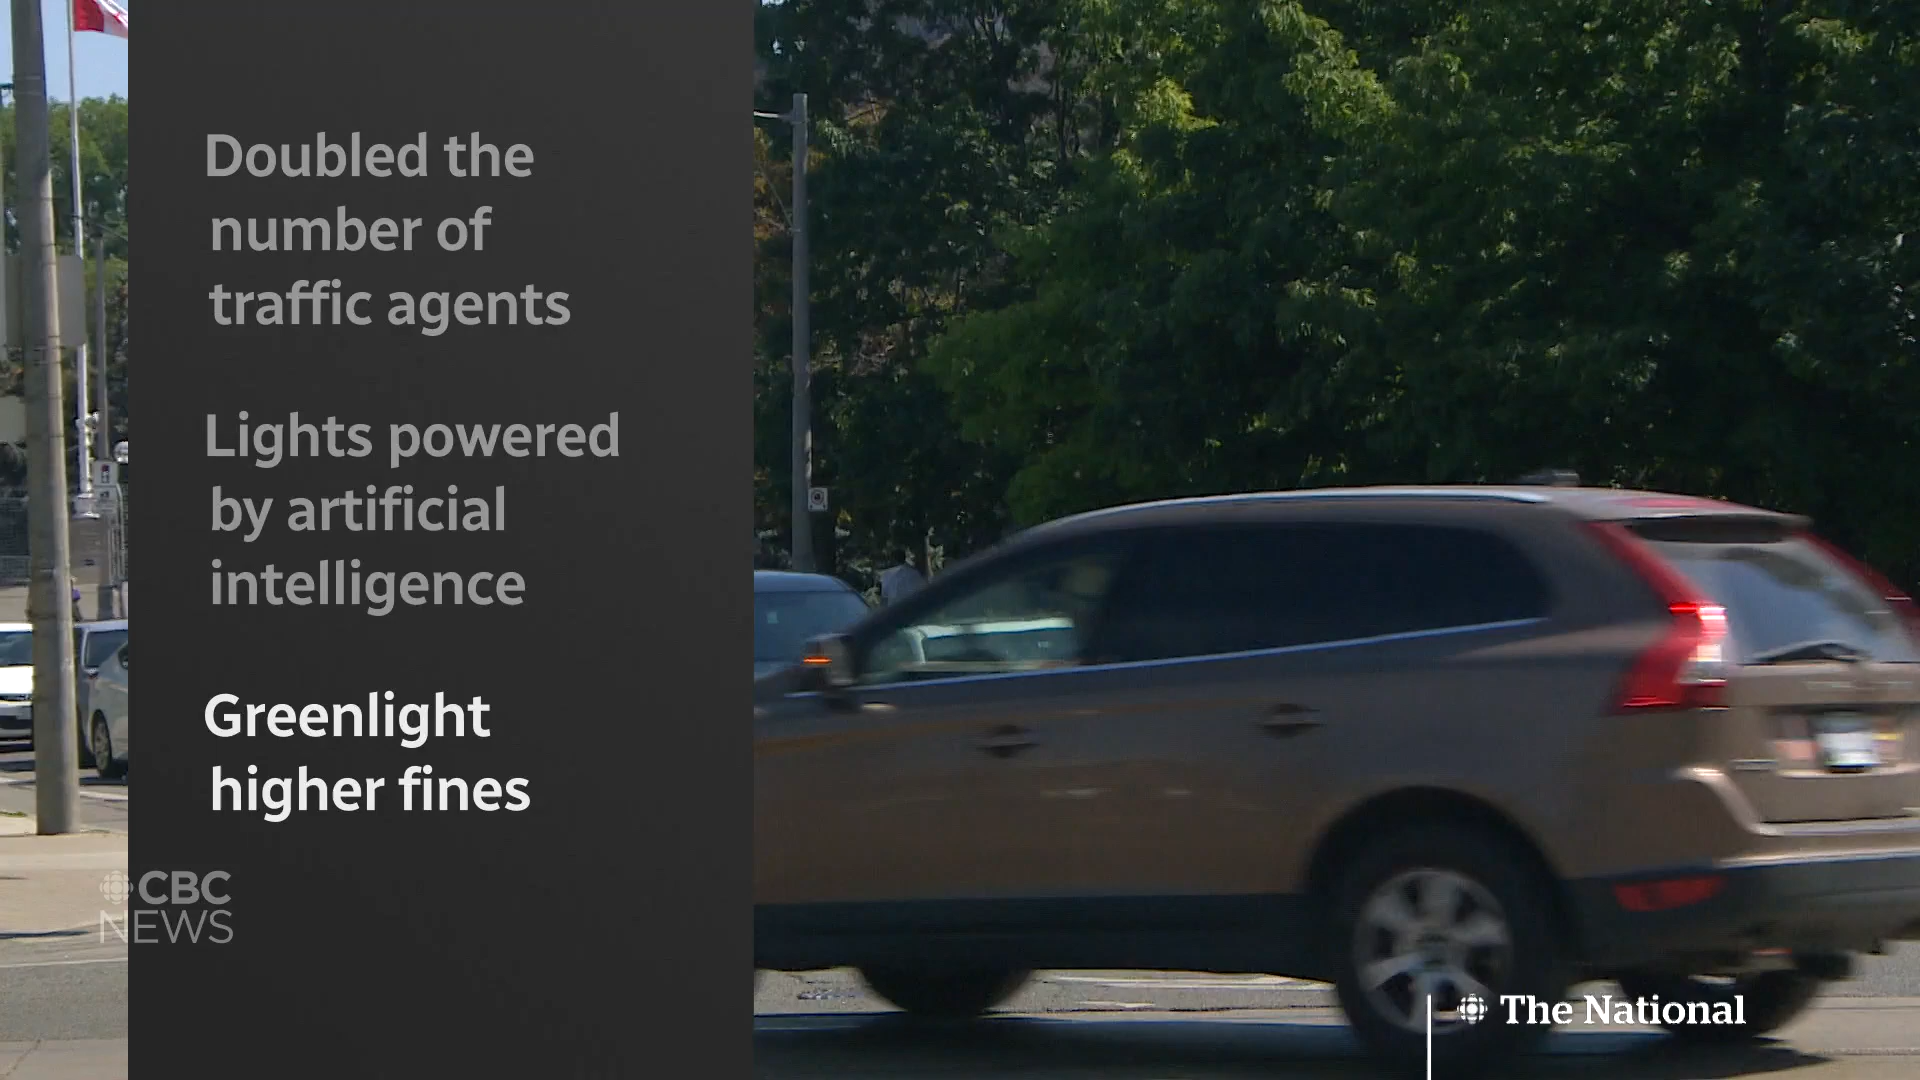 Doubled the
number of
traffic agents
Lights powered
by artificial
intelligence
Greenlight
higher fines
CBC
NEWS
The National